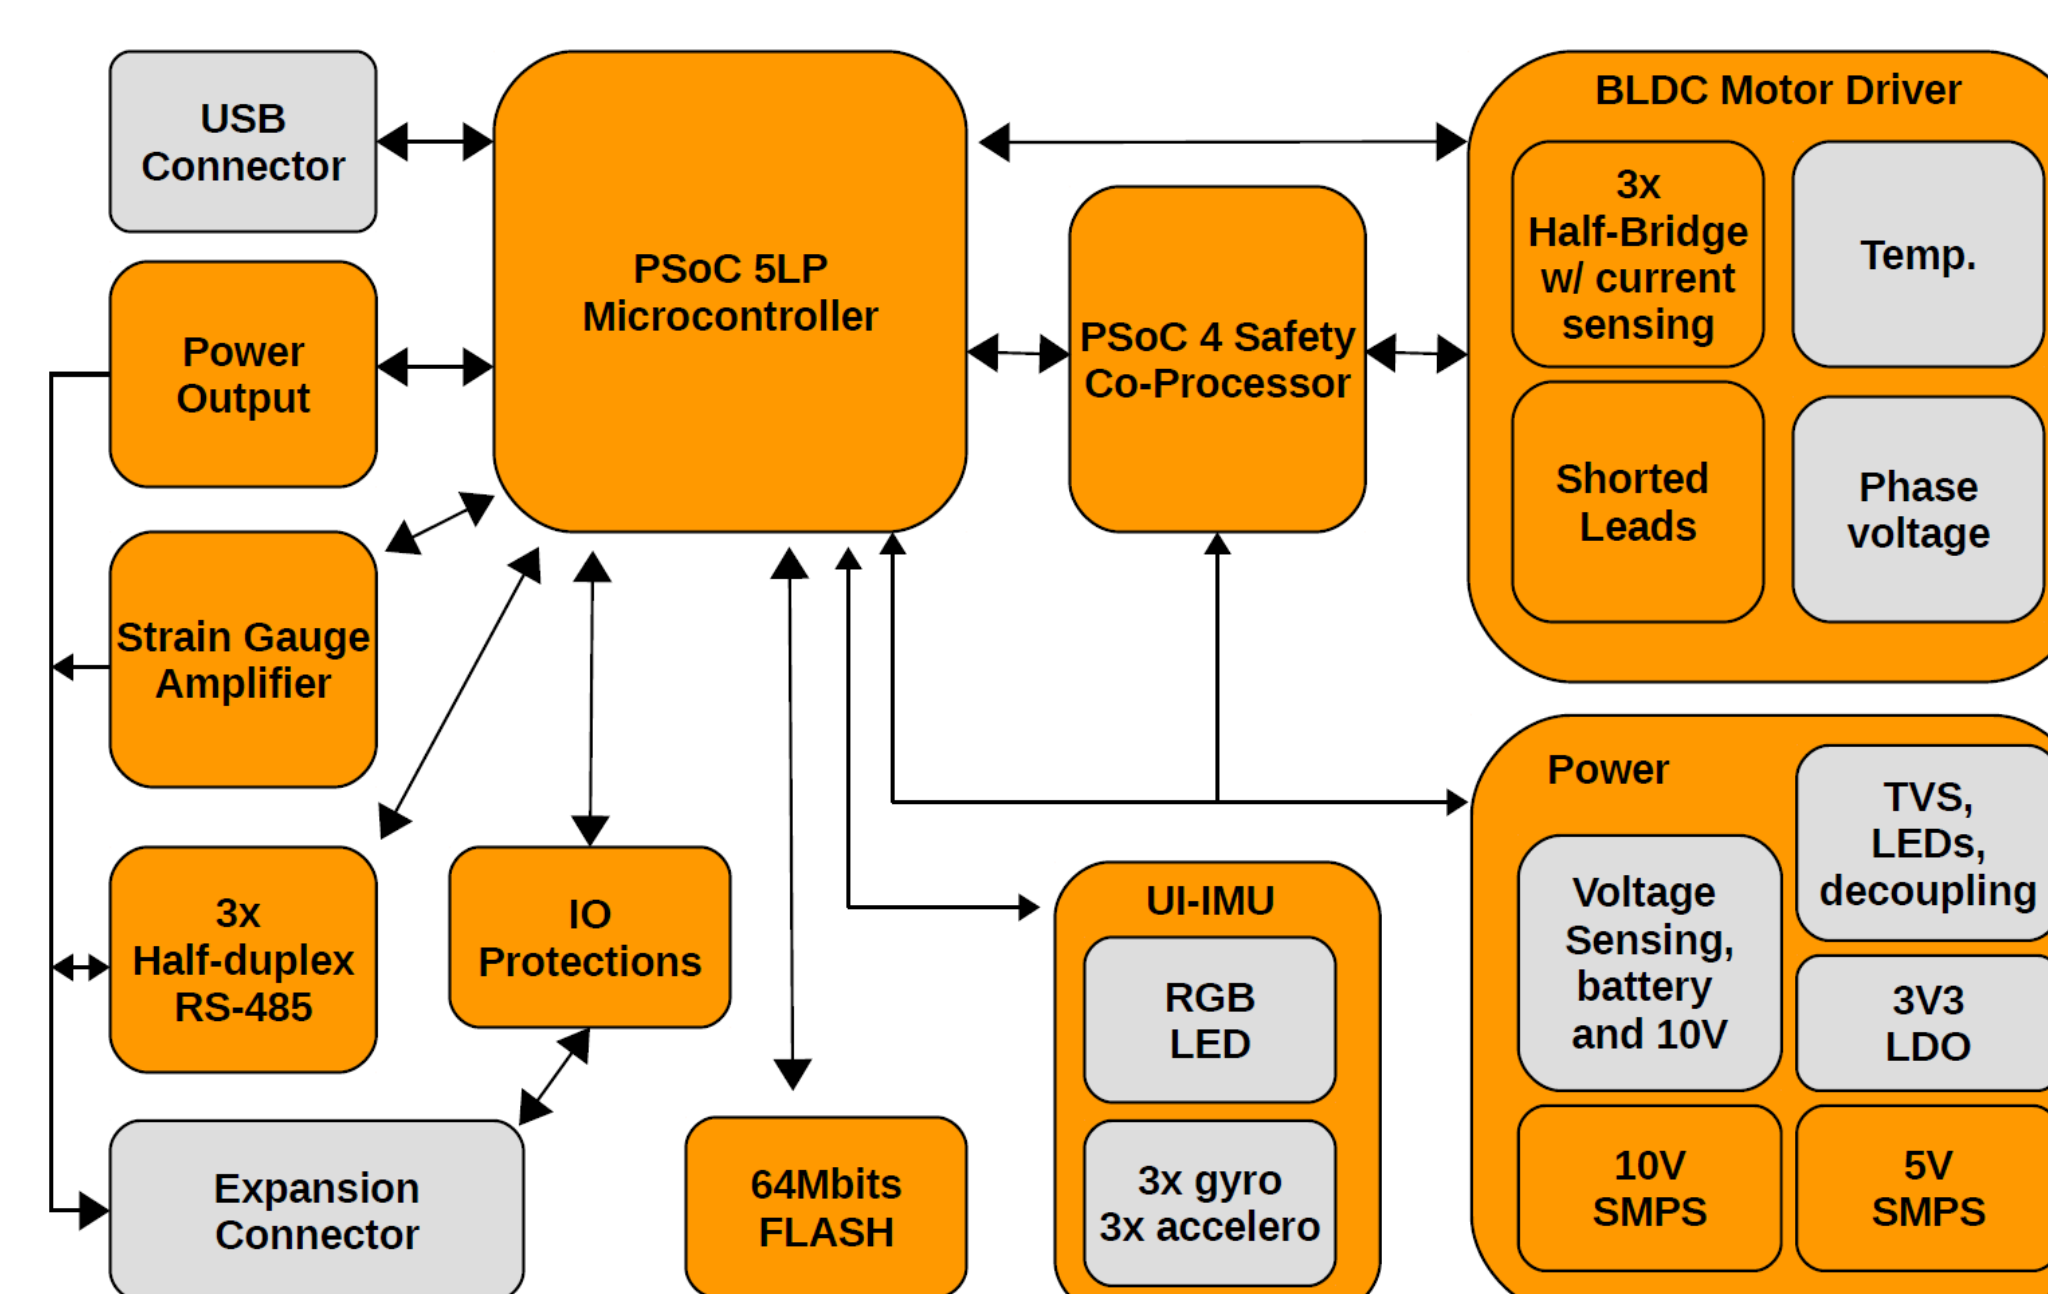 USB
Connector
Power
Output
Strain Gauge
Amplifier
3x
Half-duplex
RS-485
Expansion
Connector
PSoC 5LP
Microcontroller
IO
Protections
64Mbits
FLASH
PSoC 4 Safety
Co-Processor
UI-IMU
RGB
LED
3x gyro
3x accelero
BLDC Motor Driver
3x
Half-Bridge
w/ current
sensing
Temp.
Shorted
Leads
Phase
voltage
Power
TVS,
LEDs,
decoupling
Voltage
Sensing,
battery
and 10V
3V3
LDO
10V
SMPS
5V
SMPS